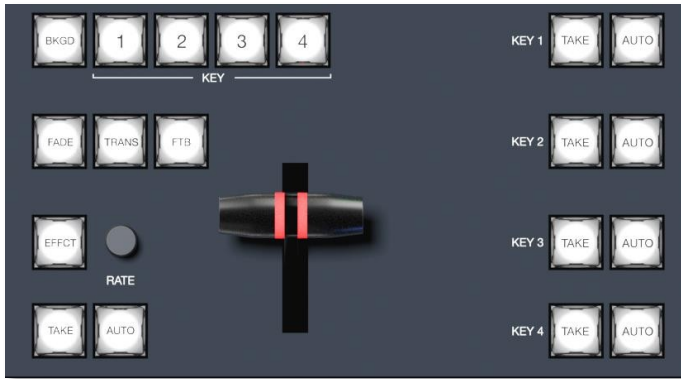 BKGD 1 2 3 4 KEY 1 TAKE AUTO
KEY
FADE TRANS FTB KEY 2 TAKE AUTO
EFFCT KEY 3 TAKE AUTO
RATE
TAKE AUTO KEY 4 TAKE AUTO